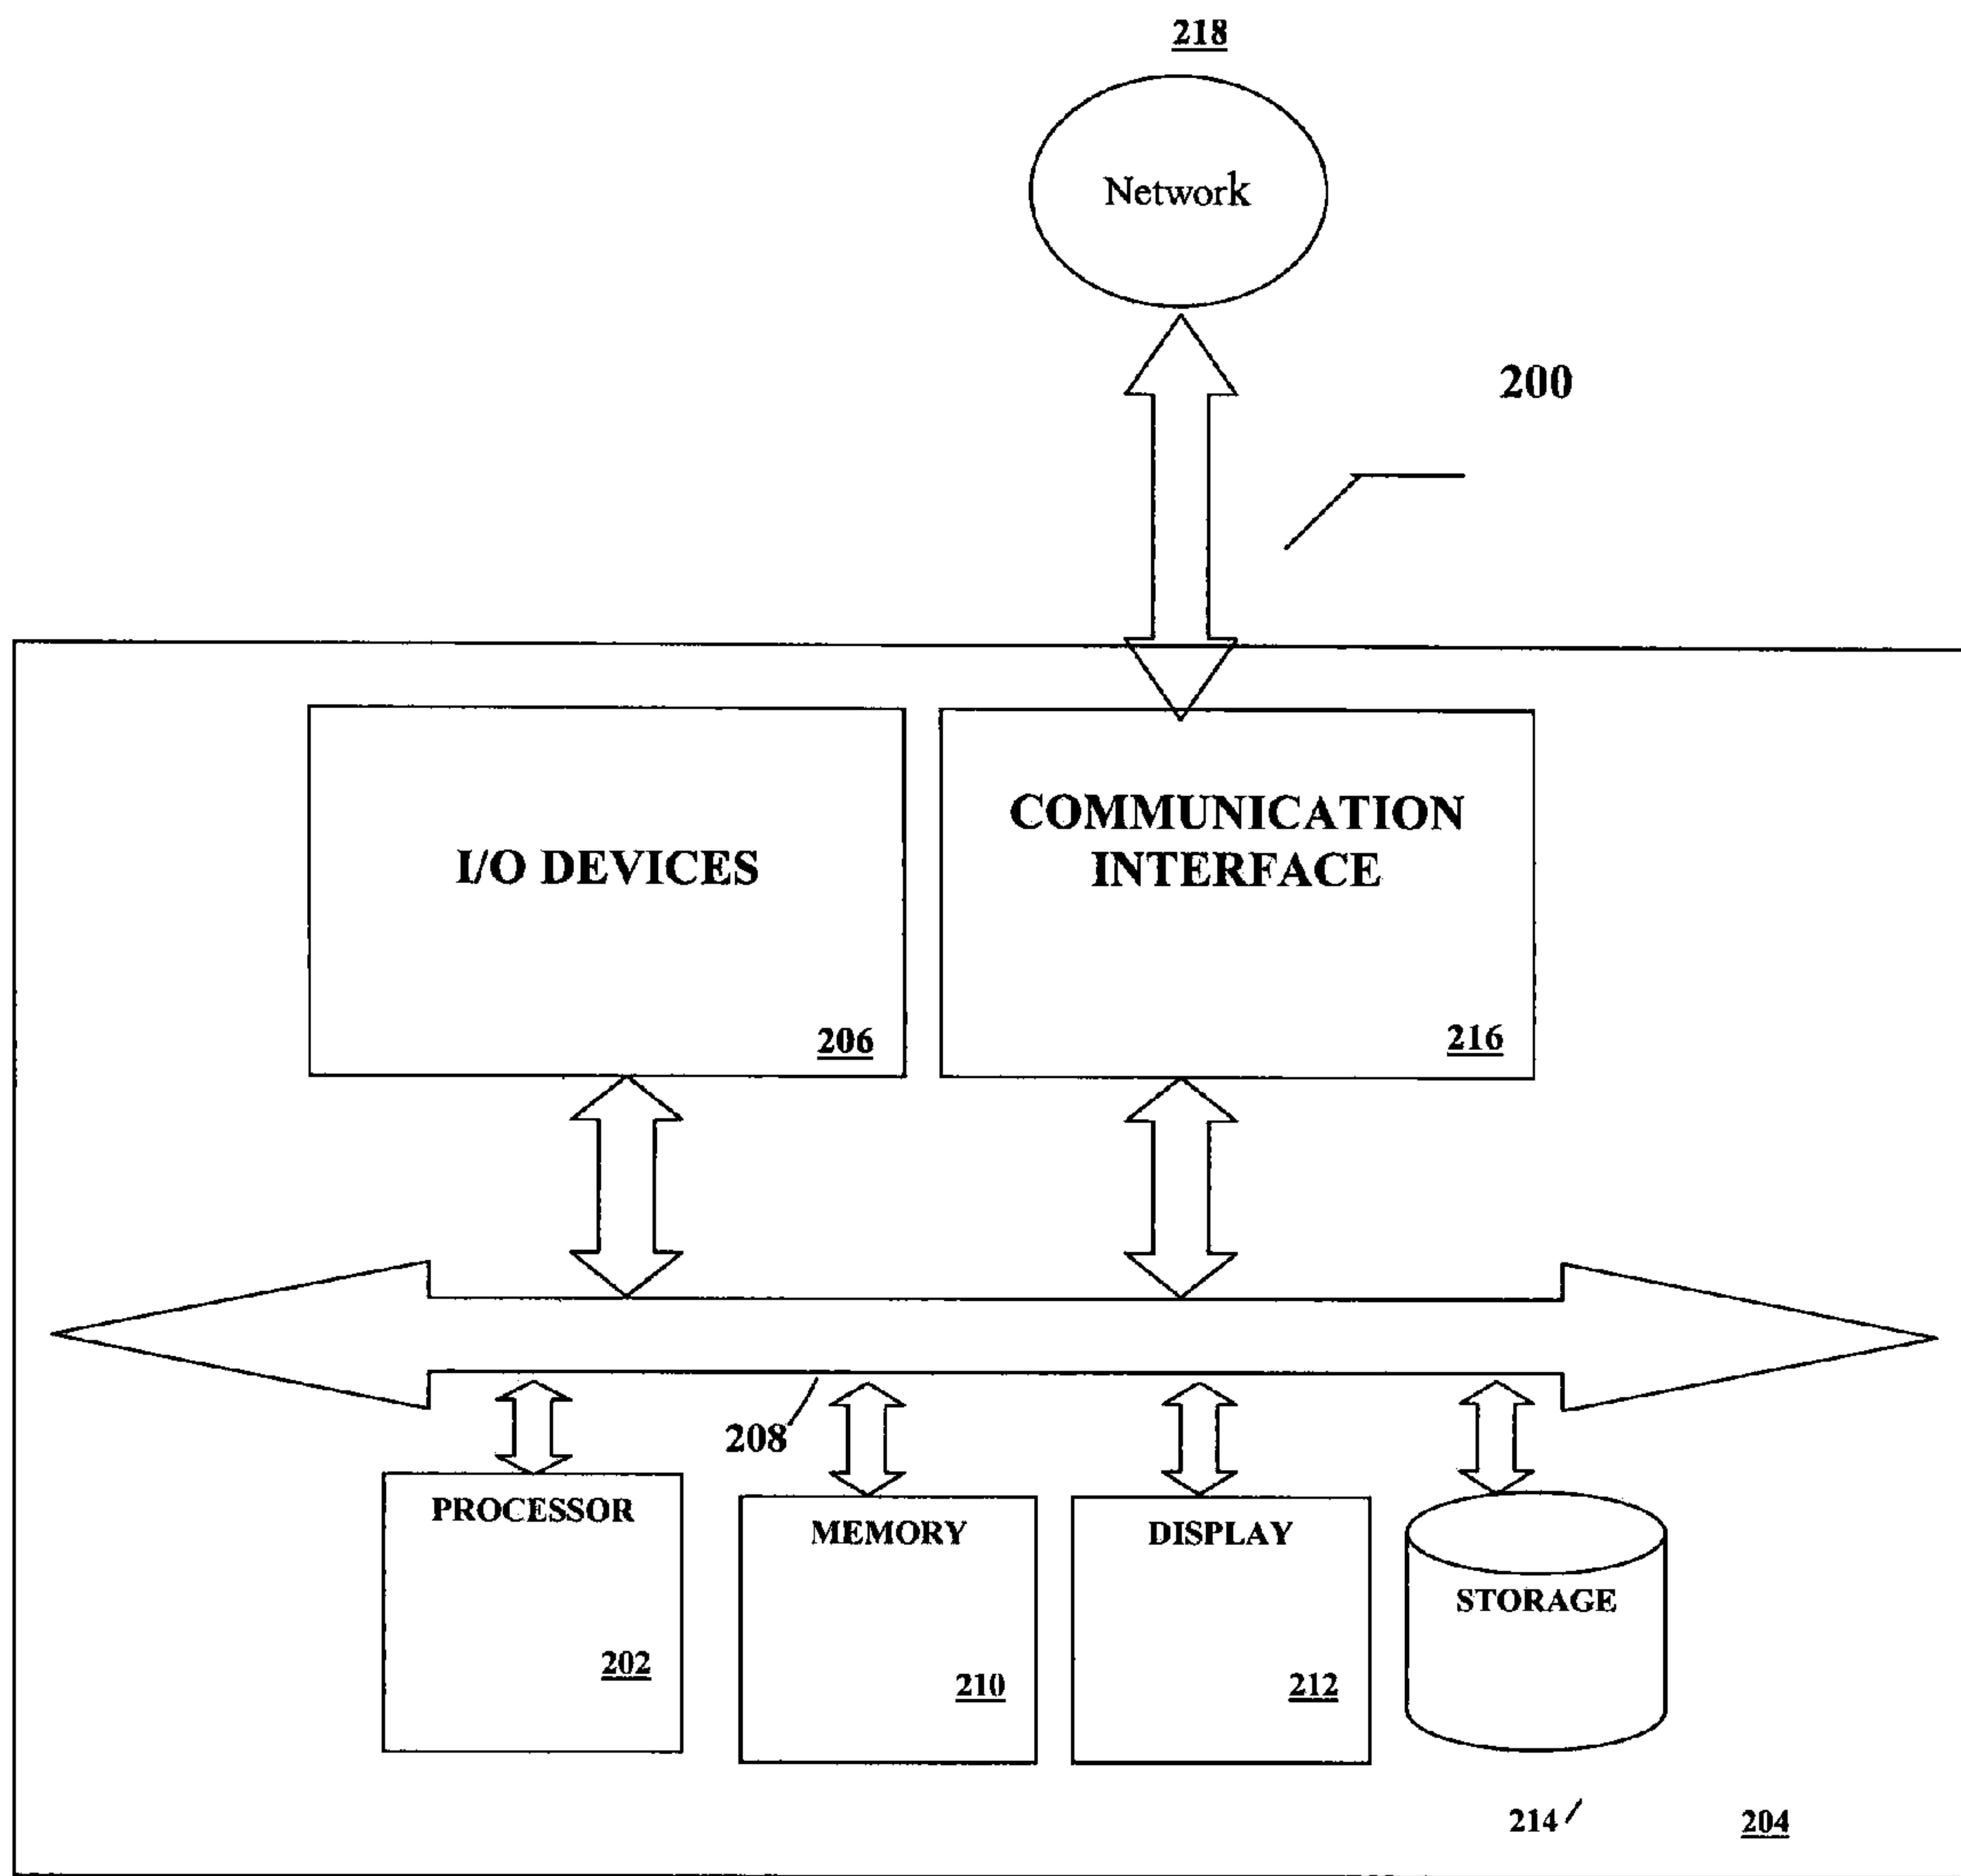 218
Network
200
I/O DEVICES
206
COMMUNICATION
INTERFACE
216
208
PROCESSOR
202
MEMORY
210
DISPLAY
212
STORAGE
214
204